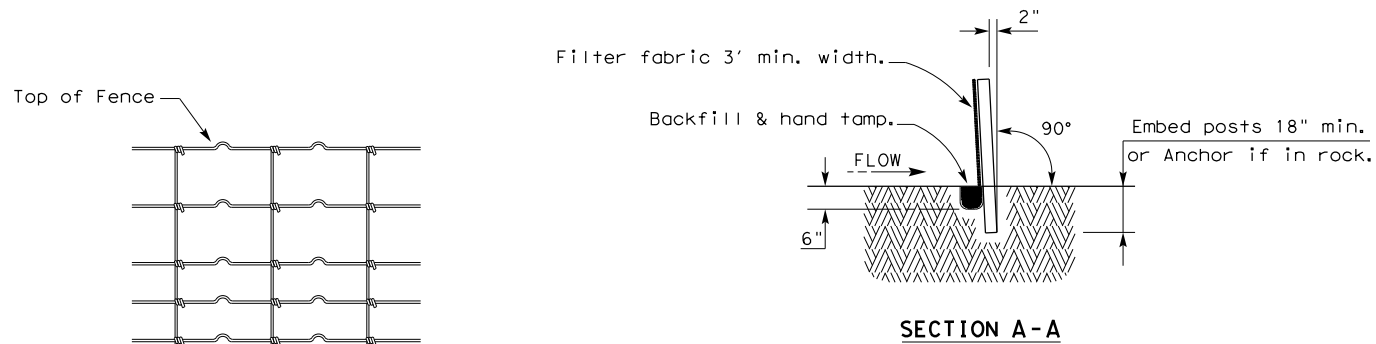 Top of Fence
2"
Filter fabric 3' min. width.
Backfill & hand tamp.
90°
Embed posts 18" min.
or Anchor if in rock.
FLOW
6"
SECTION A-A